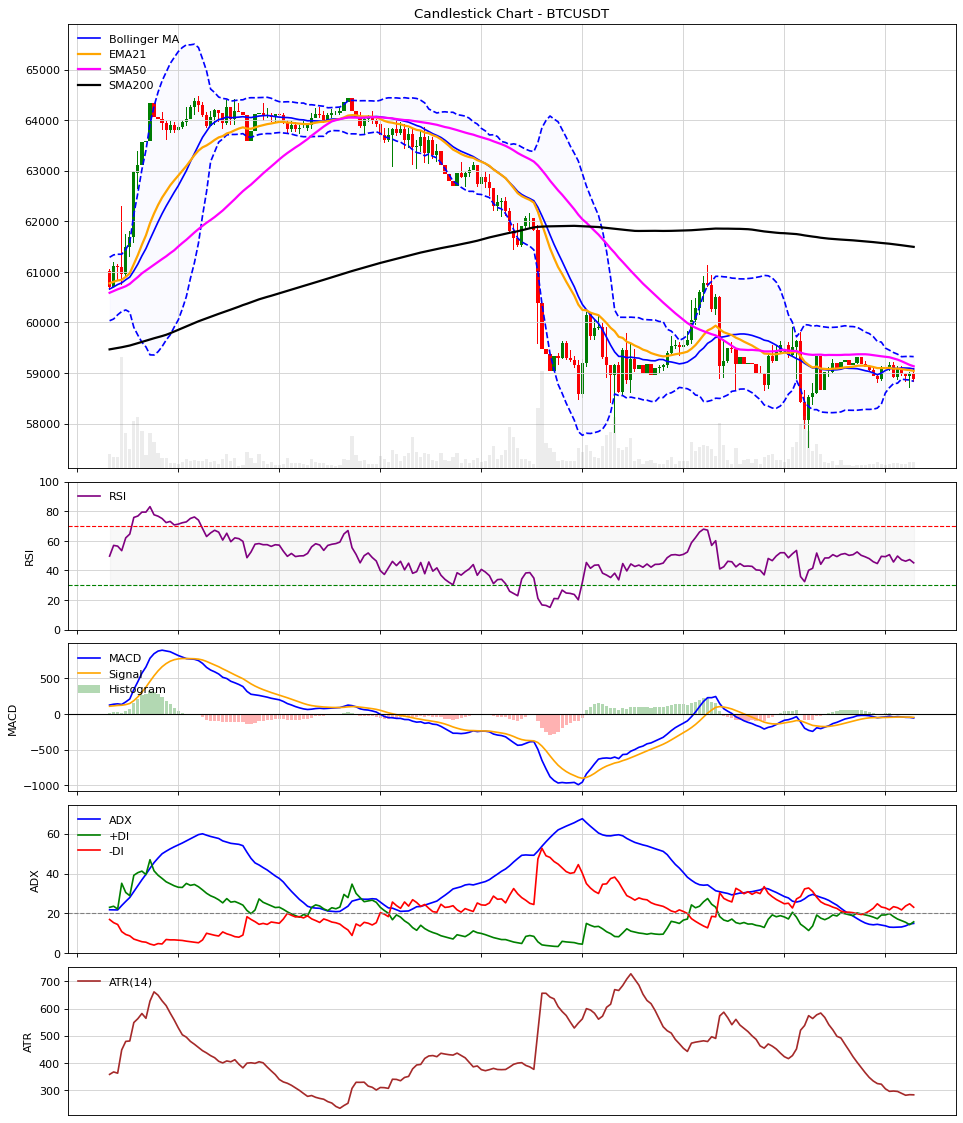 Candlestick Chart - BTCUSDT
Bollinger MA
EMA21
SMA50
SMA200
65000
64000
63000
62000
61000
60000
59000
58000
RSI
RSI
100
80
60
40
20
0
MACD
Signal
Histogram
MACD
500
0
−500
−1000
ADX
+DI
-DI
ADX
60
40
20
0
ATR(14)
ATR
700
600
500
400
300